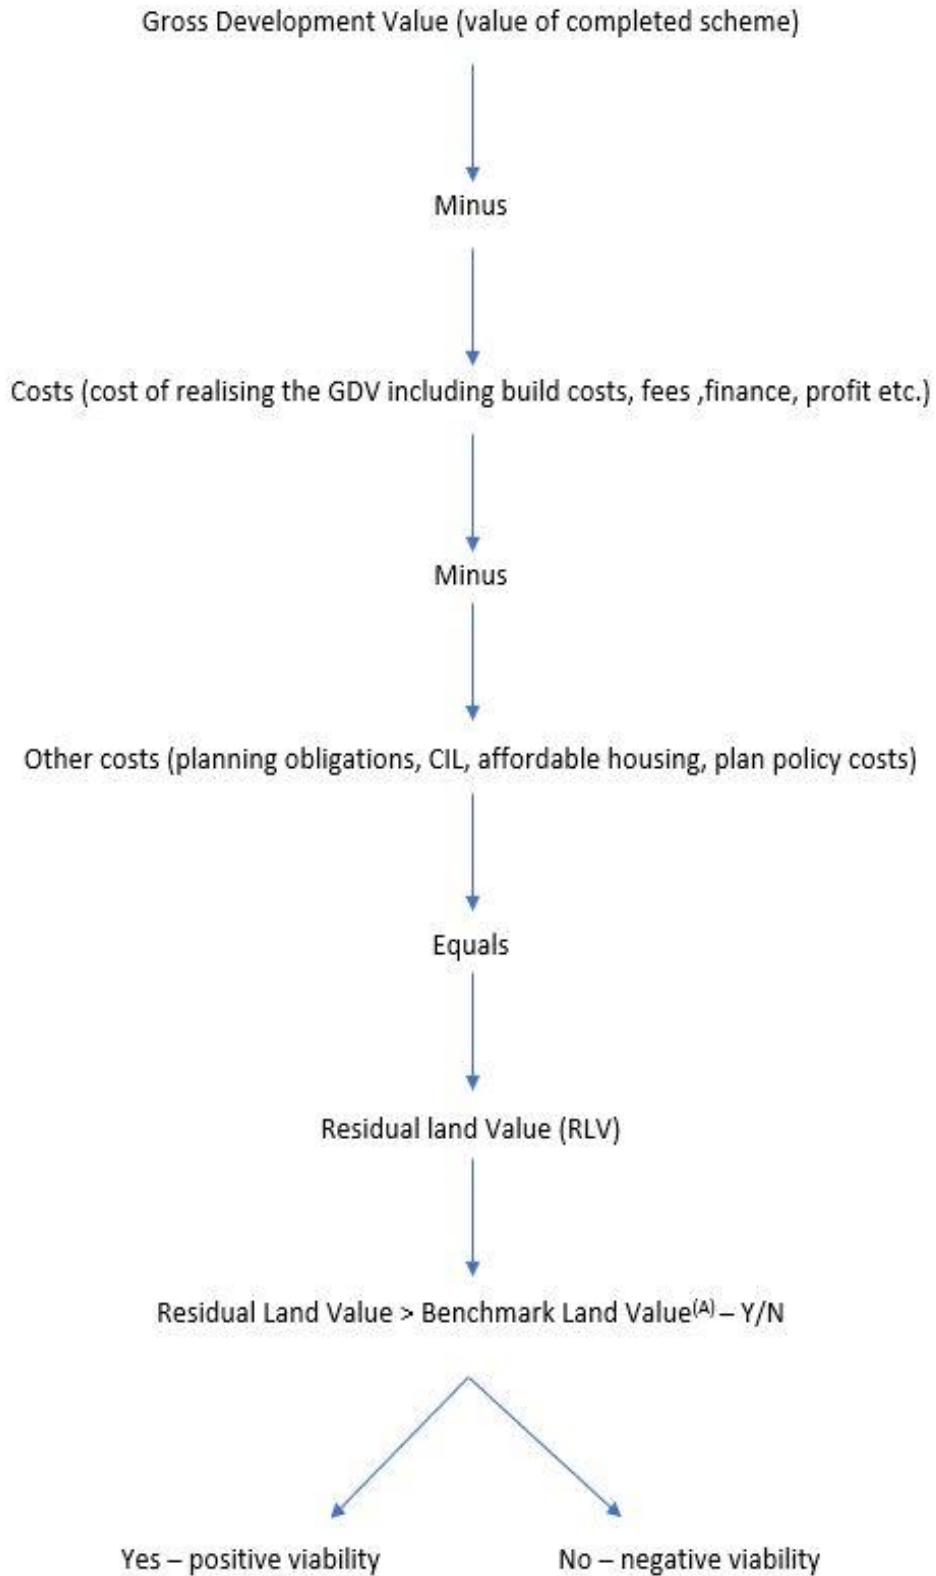 Gross Development Value (value of completed scheme)
Minus
Costs (cost of realising the GDV including build costs, fees ,finance, profit etc.)
Minus
Other costs (planning obligations, CIL, affordable housing, plan policy costs)
Equals
Residual land Value (RLV)
Residual Land Value > Benchmark Land Value(A) – Y/N
Yes – positive viability
No – negative viability